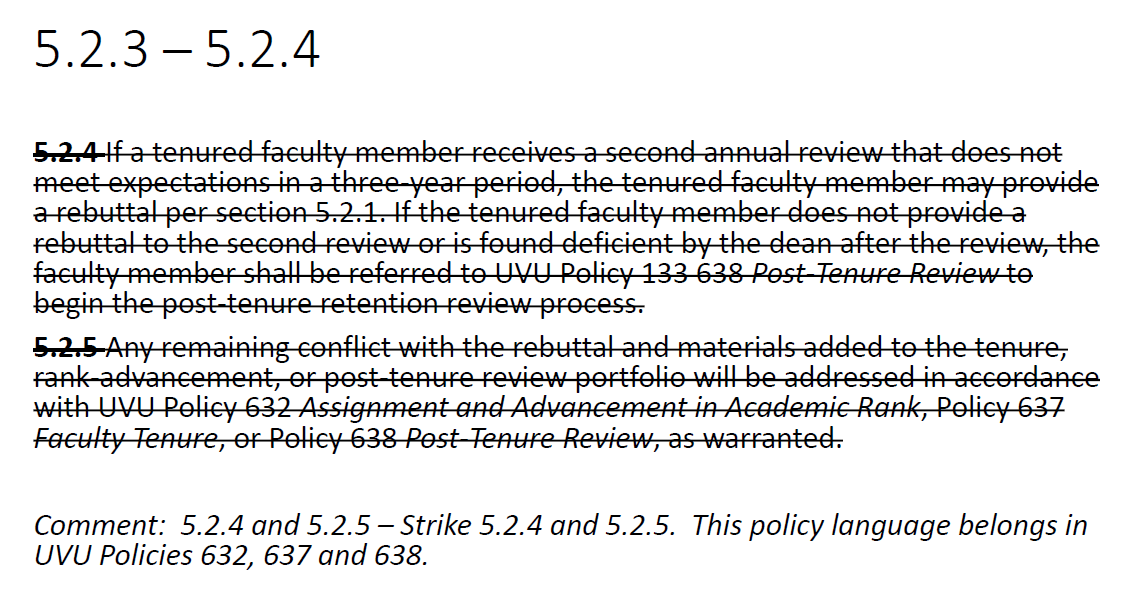 5.2.3 – 5.2.4
5.2.4 If a tenured faculty member receives a second annual review that does not
meet expectations in a three-year period, the tenured faculty member may provide
a rebuttal per section 5.2.1. If the tenured faculty member does not provide a
rebuttal to the second review or is found deficient by the dean after the review, the
faculty member shall be referred to UVU Policy 133 638 Post-Tenure Review to
begin the post-tenure retention review process.
5.2.5 Any remaining conflict with the rebuttal and materials added to the tenure,
rank-advancement, or post-tenure review portfolio will be addressed in accordance
with UVU Policy 632 Assignment and Advancement in Academic Rank, Policy 637
Faculty Tenure, or Policy 638 Post-Tenure Review, as warranted.
Comment:  5.2.4 and 5.2.5 – Strike 5.2.4 and 5.2.5.  This policy language belongs in
UVU Policies 632, 637 and 638.